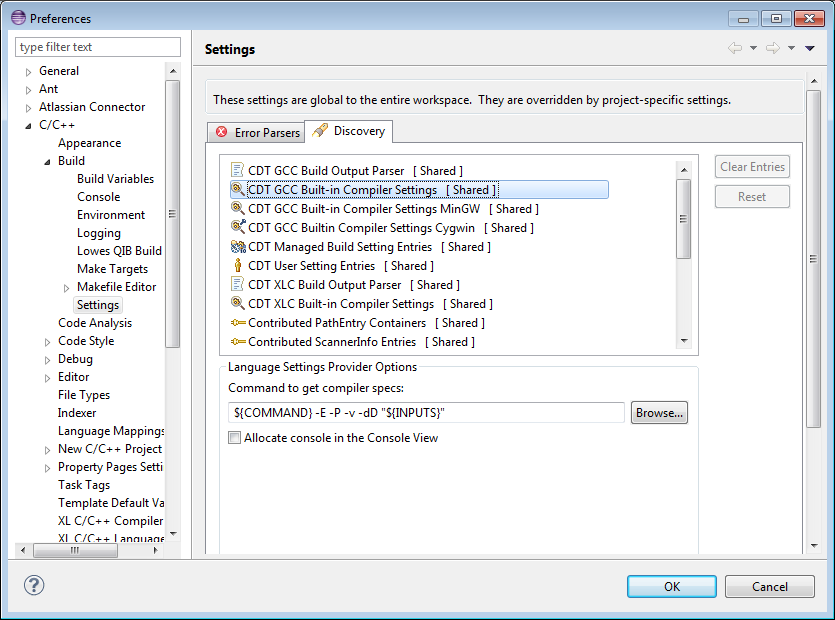 Preferences
type filter text
General
Ant
Atlassian Connector
C/C++
Appearance
Build
Build Variables
Console
Environment
Logging
Lowes QIB Build
Make Targets
Makefile Editor
Settings
Code Analysis
Code Style
Debug
Editor
File Types
Indexer
Language Mappings
New C/C++ Project
Property Pages Setti
Task Tags
Template Default Va
XL C/C++ Compiler
XL C/C++ Language
Settings
These settings are global to the entire workspace. They are overridden by project-specific settings.
Error Parsers
Discovery
CDT GCC Build Output Parser [ Shared ]
CDT GCC Built-in Compiler Settings [ Shared ]
CDT GCC Built-in Compiler Settings MinGW [ Shared ]
CDT GCC Builtin Compiler Settings Cygwin [ Shared ]
CDT Managed Build Setting Entries [ Shared ]
CDT User Setting Entries [ Shared ]
CDT XLC Build Output Parser [ Shared ]
CDT XLC Built-in Compiler Settings [ Shared ]
Contributed PathEntry Containers [ Shared ]
Contributed ScannerInfo Entries [ Shared ]
Clear Entries
Reset
Language Settings Provider Options
Command to get compiler specs:
${COMMAND} -E -P -v -dD "${INPUTS}"
Browse...
Allocate console in the Console View
OK
Cancel